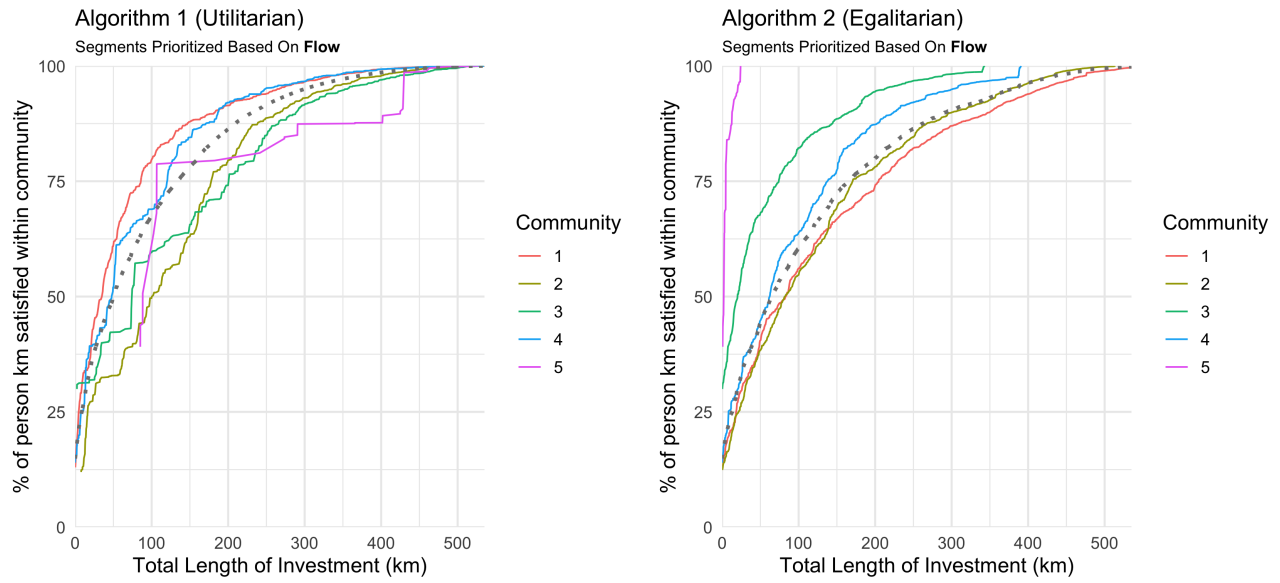 Algorithm 1 (Utilitarian)
Segments Prioritized Based On Flow
% of person km satisfied within community
100
75
50
25
0
0 100 200 300 400 500
Total Length of Investment (km)
Community
1
2
3
4
5
Algorithm 2 (Egalitarian)
Segments Prioritized Based On Flow
% of person km satisfied within community
100
75
50
25
0
0 100 200 300 400 500
Total Length of Investment (km)
Community
1
2
3
4
5